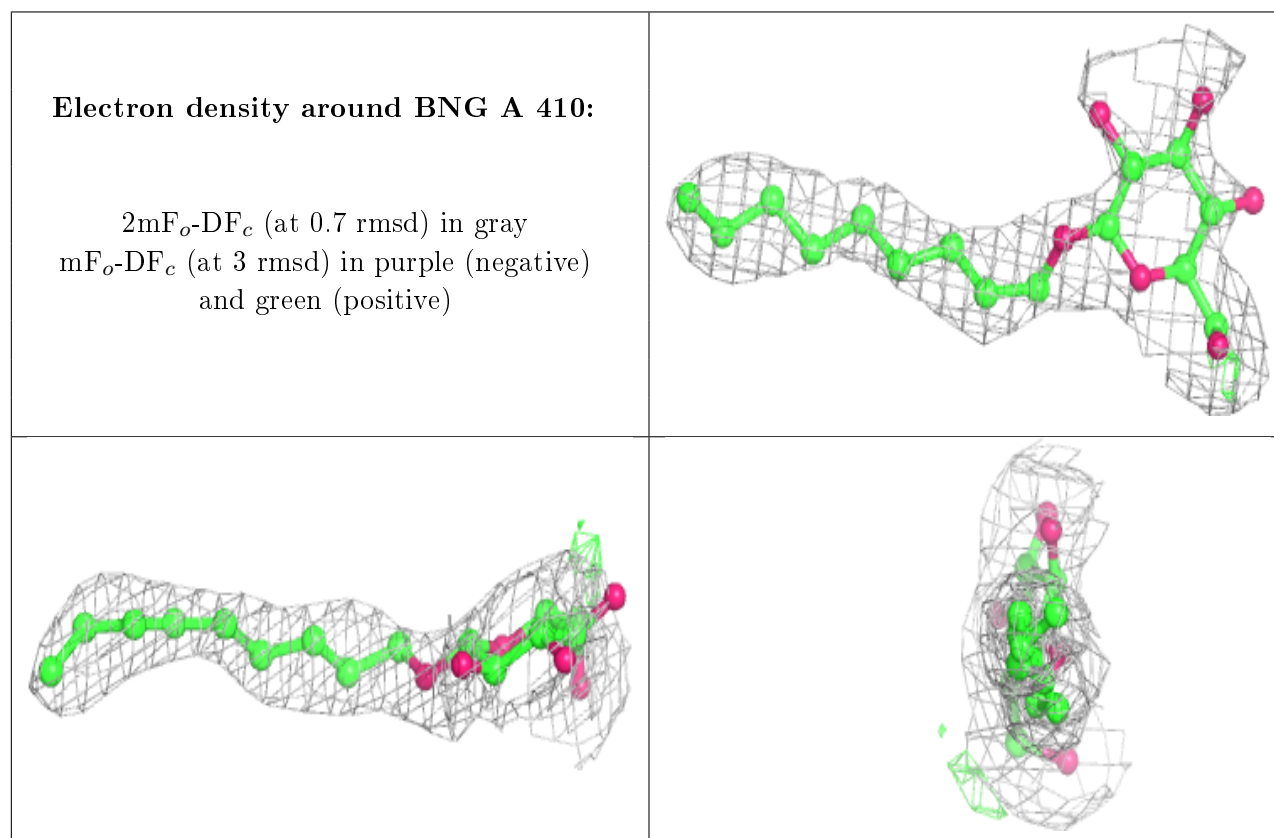 Electron density around BNG A 410:
2mFo-DFc (at 0.7 rmsd) in gray
mFo-DFc (at 3 rmsd) in purple (negative)
and green (positive)